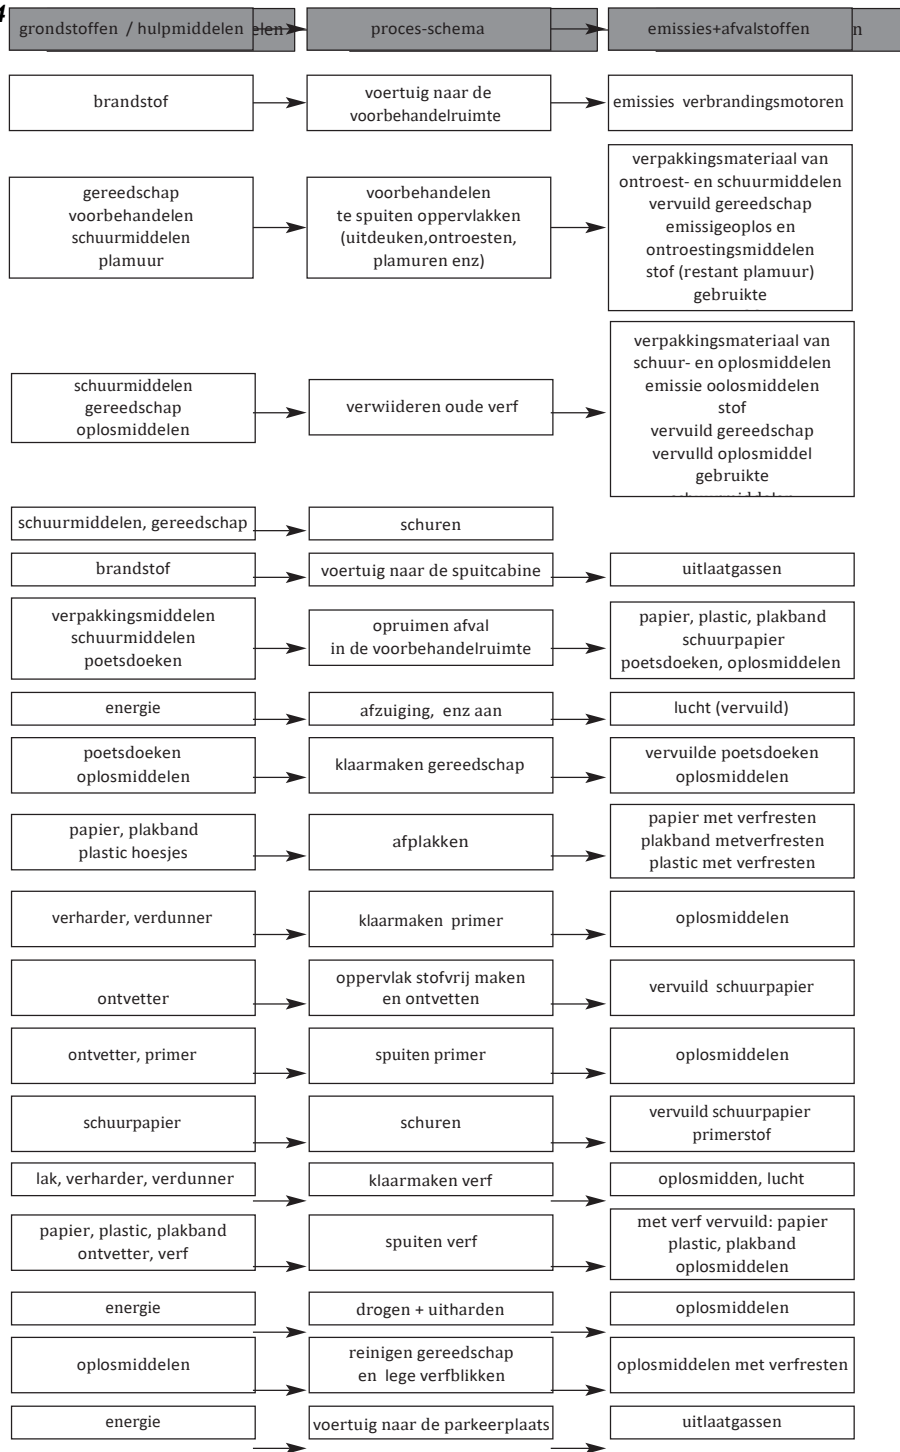 4
grondstoffen / hulpmiddelen elen
proces-schema
emissies+afvalstoffen n
brandstof
voertuig naar de
voorbehandelruimte
emissies verbrandingsmotoren
gereedschap
voorbehandelen
schuurmiddelen
plamuur
voorbehandelen
te spuiten oppervlakken
(uitdeuken,ontroesten,
plamuren enz)
verpakkingsmateriaal van
ontroest- en schuurmiddelen
vervuild gereedschap
emissigeoplos en
ontroestingsmiddelen
stof (restant plamuur)
gebruikte
schuurmiddelen
gereedschap
oplosmiddelen
verwiideren oude verf
verpakkingsmateriaal van
schuur- en oplosmiddelen
emissie oolosmiddelen
stof
vervuild gereedschap
vervulld oplosmiddel
gebruikte
schuurmiddelen, gereedschap
schuren
brandstof
voertuig naar de spuitcabine
uitlaatgassen
verpakkingsmiddelen
schuurmiddelen
poetsdoeken
opruimen afval
in de voorbehandelruimte
papier, plastic, plakband
schuurpapier
poetsdoeken, oplosmiddelen
energie
afzuiging, enz aan
lucht (vervuild)
poetsdoeken
oplosmiddelen
klaarmaken gereedschap
vervuilde poetsdoeken
oplosmiddelen
papier, plakband
plastic hoesjes
afplakken
papier met verfresten
plakband metverfresten
plastic met verfresten
verharder, verdunner
klaarmaken primer
oplosmiddelen
ontvetter
oppervlak stofvrij maken
en ontvetten
vervuild schuurpapier
ontvetter, primer
spuiten primer
oplosmiddelen
schuurpapier
schuren
vervuild schuurpapier
primerstof
lak, verharder, verdunner
klaarmaken verf
oplosmidden, lucht
papier, plastic, plakband
ontvetter, verf
spuiten verf
met verf vervuild: papier
plastic, plakband
oplosmiddelen
energie
drogen + uitharden
oplosmiddelen
oplosmiddelen
reinigen gereedschap
en lege verfblikken
oplosmiddelen met verfresten
energie
voertuig naar de parkeerplaats
uitlaatgassen